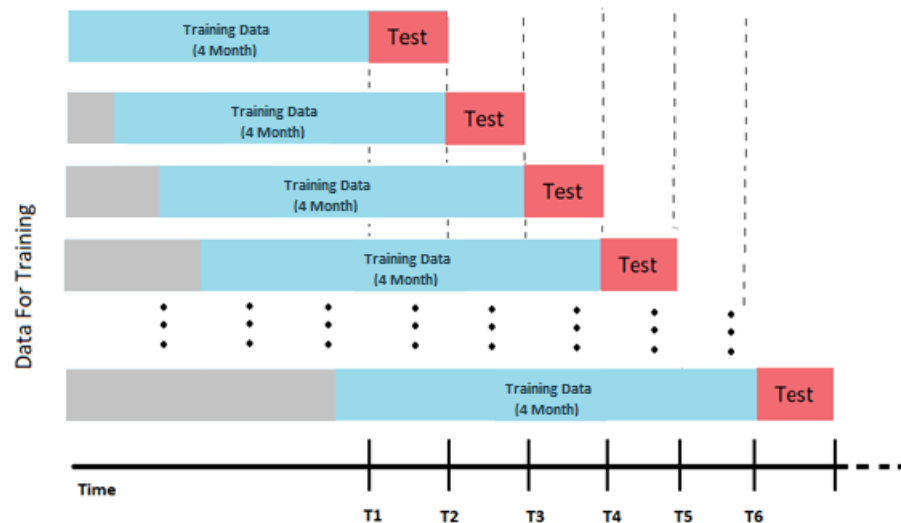 Training Data
(4 Month)
Test
Training Data
(4 Month)
Test
Training Data
(4 Month)
Test
Training Data
(4 Month)
Test
Training Data
(4 Month)
Test
Data For Training
Time
T1 T2 T3 T4 T5 T6